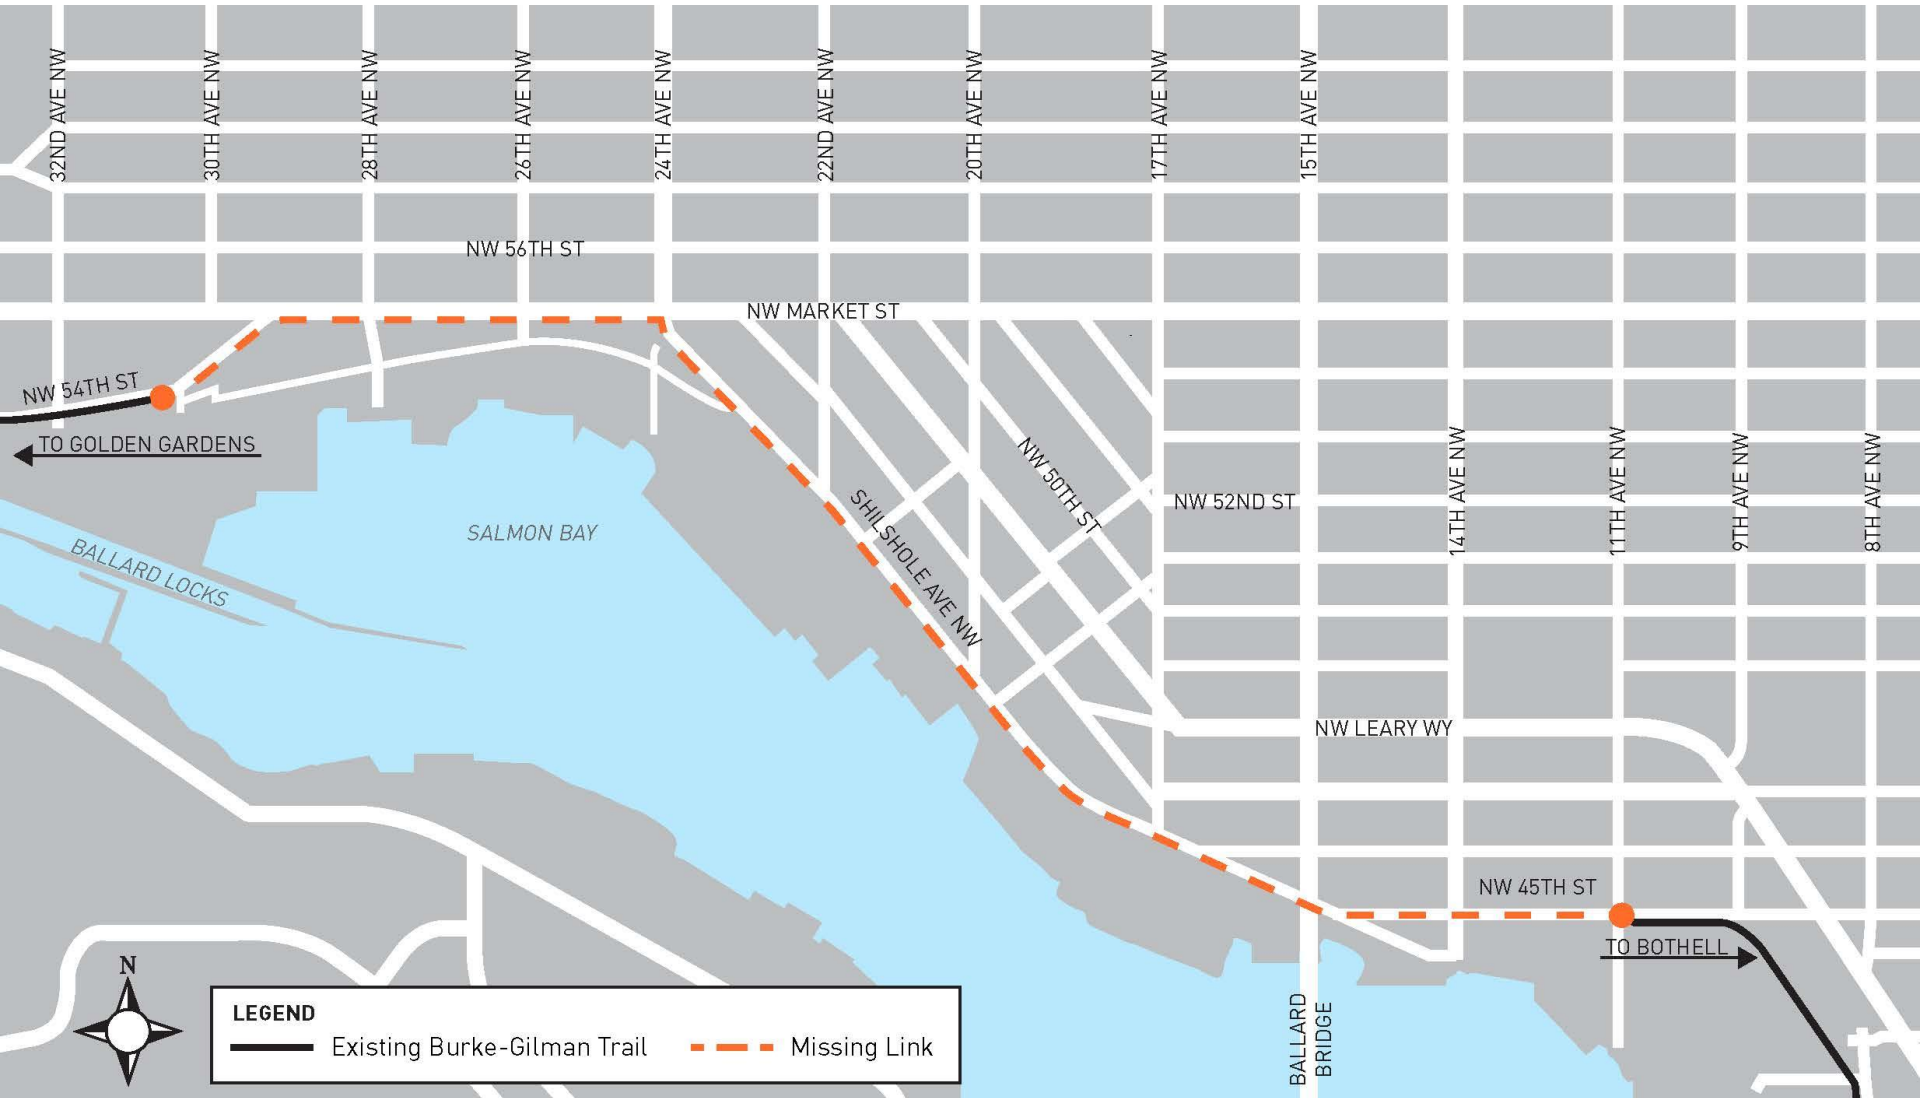 32ND AVE NW
30TH AVE NW
28TH AVE NW
26TH AVE NW
24TH AVE NW
22ND AVE NW
20TH AVE NW
17TH AVE NW
15TH AVE NW
NW 56TH ST
NW MARKET ST
NW 54TH ST
TO GOLDEN GARDENS
BALLARD LOCKS
SALMON BAY
SHILSHOLE AVE NW
NW 50TH ST
NW 52ND ST
14TH AVE NW
11TH AVE NW
9TH AVE NW
8TH AVE NW
NW LEARY WY
NW 45TH ST
TO BOTHELL
BALLARD
BRIDGE
N
LEGEND
Existing Burke-Gilman Trail
Missing Link